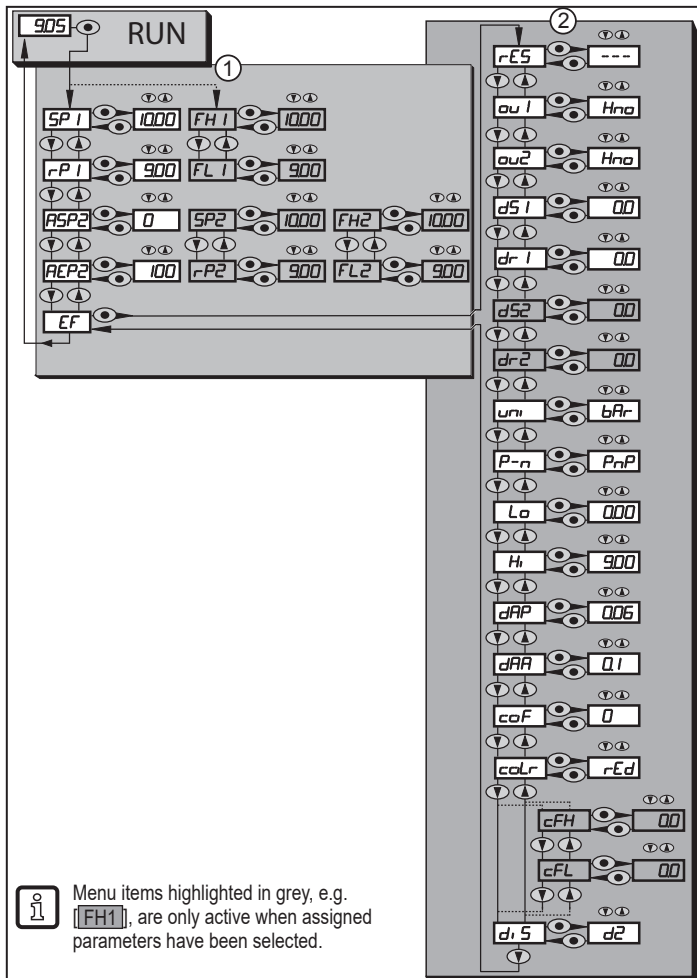 9.05 RUN
1
SP1 10.00 FH1 10.00
rP1 9.00 FL1 9.00
ASP2 0 SP2 10.00 FH2 10.00
AEP2 100 rP2 9.00 FL2 9.00
EF
2
rES ---
ou1 Hno
ou2 Hno
dS1 0.0
dr1 0.0
dS2 0.0
dr2 0.0
uni bAr
P-n PnP
Lo 0.00
Hi 9.00
dAP 0.06
dAA 0.1
coF 0
coLr rEd
cFH 0.0
cFL 0.0
diS d2
Menu items highlighted in grey, e.g.
[FH1], are only active when assigned
parameters have been selected.